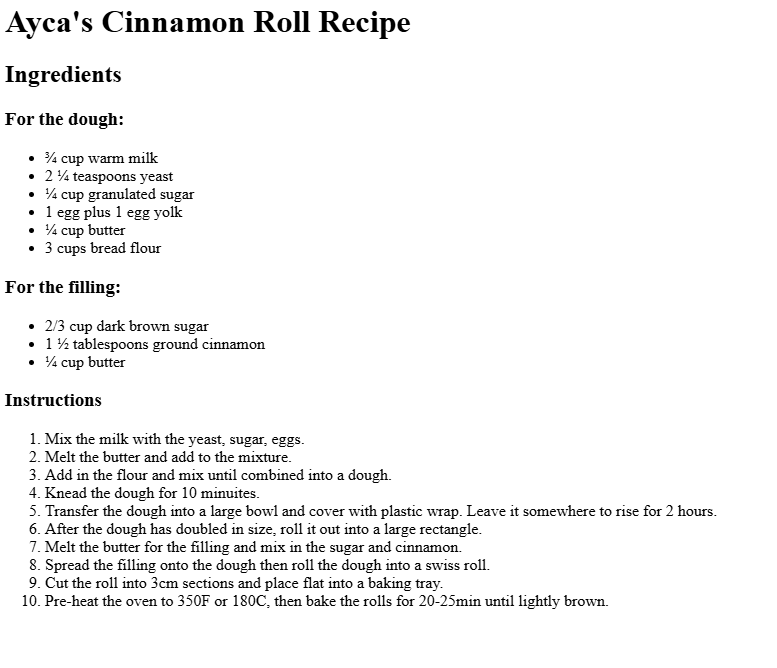 Ayca's Cinnamon Roll Recipe
Ingredients
For the dough:
• ¾ cup warm milk
• 2 ¼ teaspoons yeast
• ¼ cup granulated sugar
• 1 egg plus 1 egg yolk
• ¼ cup butter
• 3 cups bread flour
For the filling:
• 2/3 cup dark brown sugar
• 1 ½ tablespoons ground cinnamon
• ¼ cup butter
Instructions
1. Mix the milk with the yeast, sugar, eggs.
2. Melt the butter and add to the mixture.
3. Add in the flour and mix until combined into a dough.
4. Knead the dough for 10 minuites.
5. Transfer the dough into a large bowl and cover with plastic wrap. Leave it somewhere to rise for 2 hours.
6. After the dough has doubled in size, roll it out into a large rectangle.
7. Melt the butter for the filling and mix in the sugar and cinnamon.
8. Spread the filling onto the dough then roll the dough into a swiss roll.
9. Cut the roll into 3cm sections and place flat into a baking tray.
10. Pre-heat the oven to 350F or 180C, then bake the rolls for 20-25min until lightly brown.